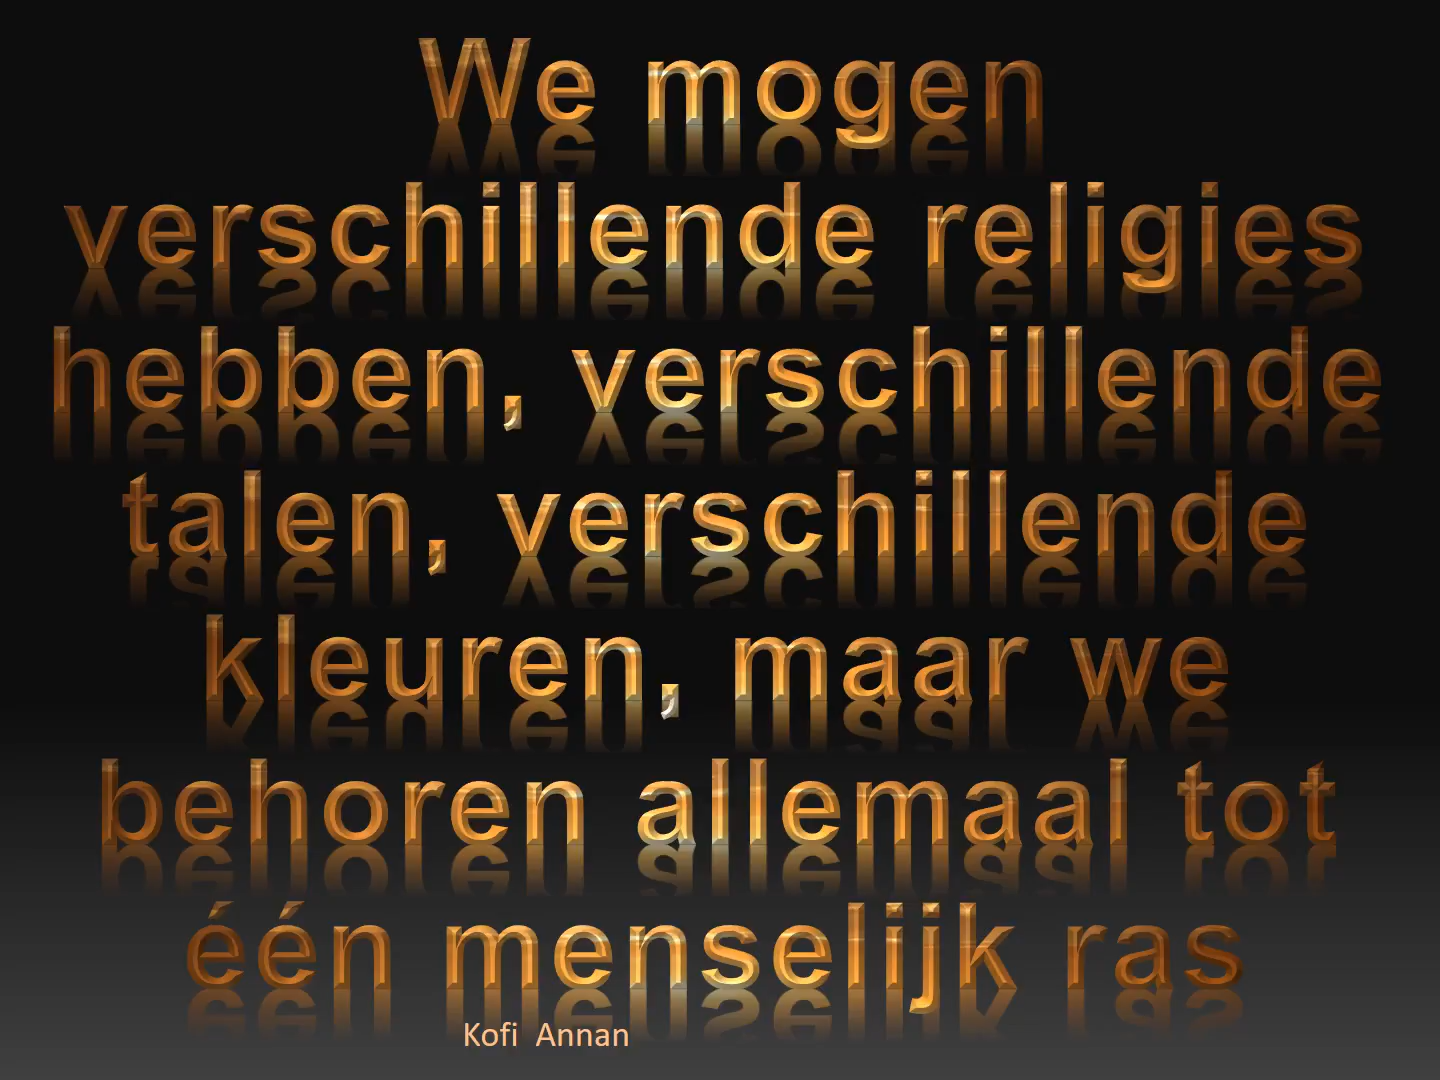 We mogen
verschillende religies
hebben, verschillende
talen, verschillende
kleuren, maar we
behoren allemaal tot
één menselijk ras
Kofi Annan